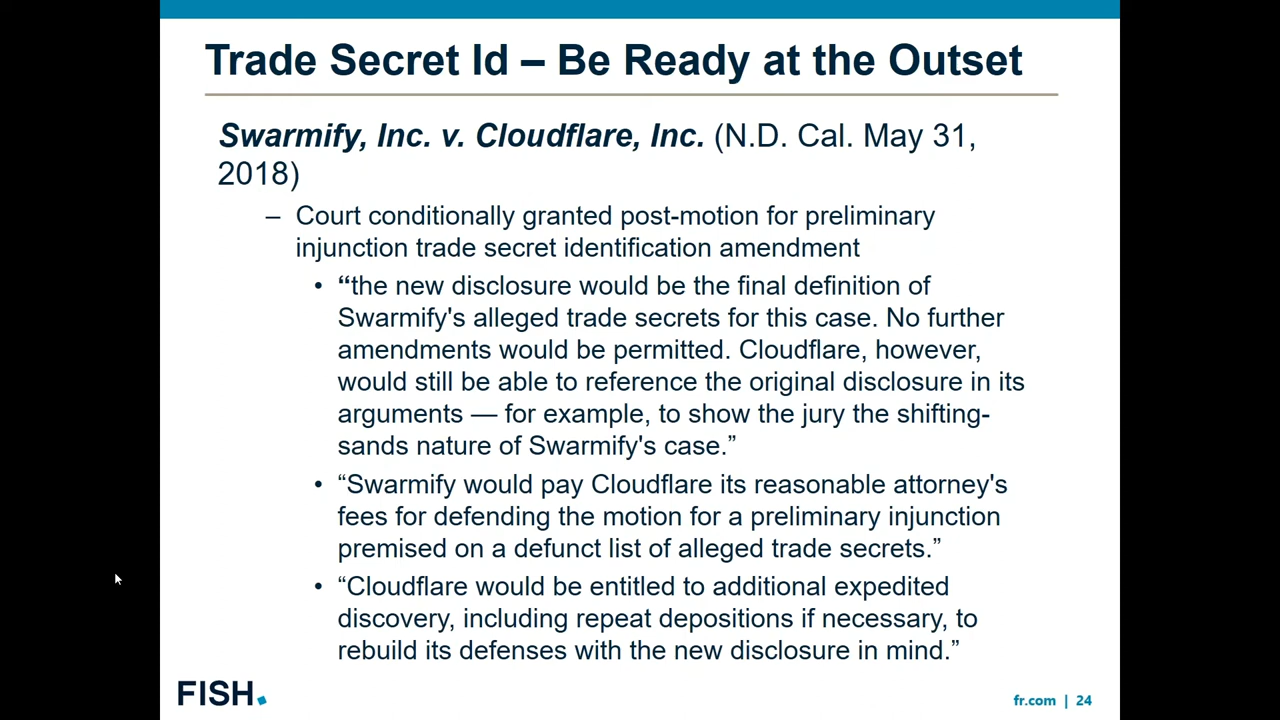 Trade Secret Id – Be Ready at the Outset
Swarmify, Inc. v. Cloudflare, Inc. (N.D. Cal. May 31,
2018)
– Court conditionally granted post-motion for preliminary
injunction trade secret identification amendment
• “the new disclosure would be the final definition of
Swarmify's alleged trade secrets for this case. No further
amendments would be permitted. Cloudflare, however,
would still be able to reference the original disclosure in its
arguments — for example, to show the jury the shifting-
sands nature of Swarmify's case.”
• “Swarmify would pay Cloudflare its reasonable attorney's
fees for defending the motion for a preliminary injunction
premised on a defunct list of alleged trade secrets.”
• “Cloudflare would be entitled to additional expedited
discovery, including repeat depositions if necessary, to
rebuild its defenses with the new disclosure in mind.”
FISH.
fr.com | 24